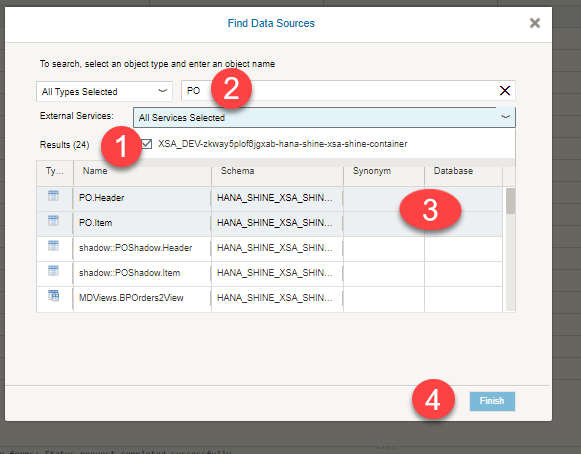 Find Data Sources
To search, select an object type and enter an object name
All Types Selected
PO
2
External Services:
All Services Selected
Results (24)
1
XSA_DEV-zkway5plof6jgxab-hana-shine-xsa-shine-container
Ty... Name Schema Synonym Database
PO.Header HANA_SHINE_XSA_SHIN...
3
PO.Item HANA_SHINE_XSA_SHIN...
shadow::POShadow.Header HANA_SHINE_XSA_SHIN...
shadow::POShadow.Item HANA_SHINE_XSA_SHIN...
MDViews.BPOrders2View HANA_SHINE_XSA_SHIN...
4
Finish